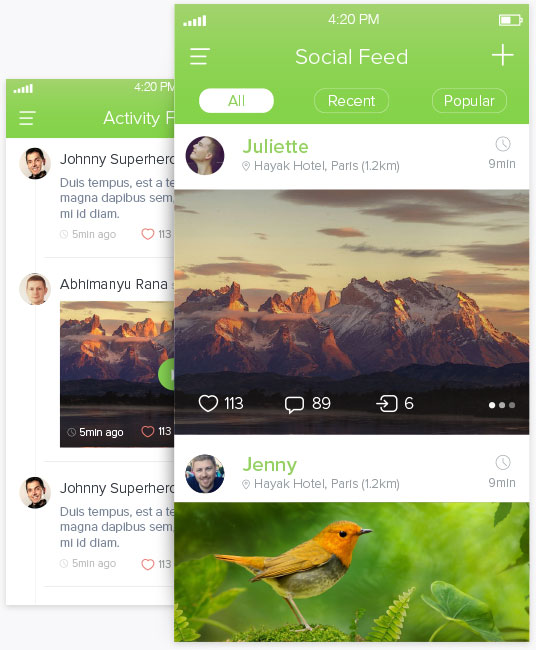 4:20 PM
Social Feed
All
Recent
Popular
Juliette
Hayak Hotel, Paris (1.2km)
9min
113
89
6
Jenny
Hayak Hotel, Paris (1.2km)
9min
4:20 PM
Activity F
Johnny Superhero
Duis tempus, est a te
magna dapibus sem,
mi id diam.
5min ago
113
Abhimanyu Rana
5min ago
113
Johnny Superhero
Duis tempus, est a te
magna dapibus sem,
mi id diam.
5min ago
113